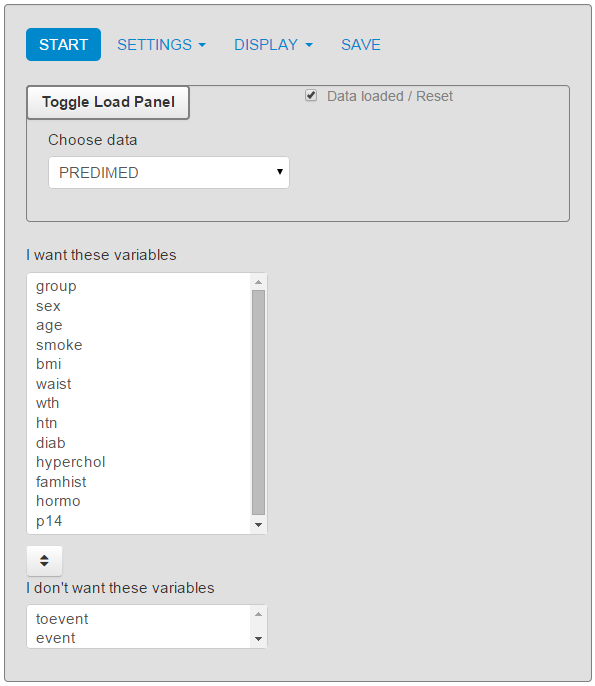 START SETTINGS DISPLAY SAVE
Toggle Load Panel
Data loaded / Reset
Choose data
PREDIMED
I want these variables
group
sex
age
smoke
bmi
waist
wth
htn
diab
hyperchol
famhist
hormo
p14
I don't want these variables
toevent
event